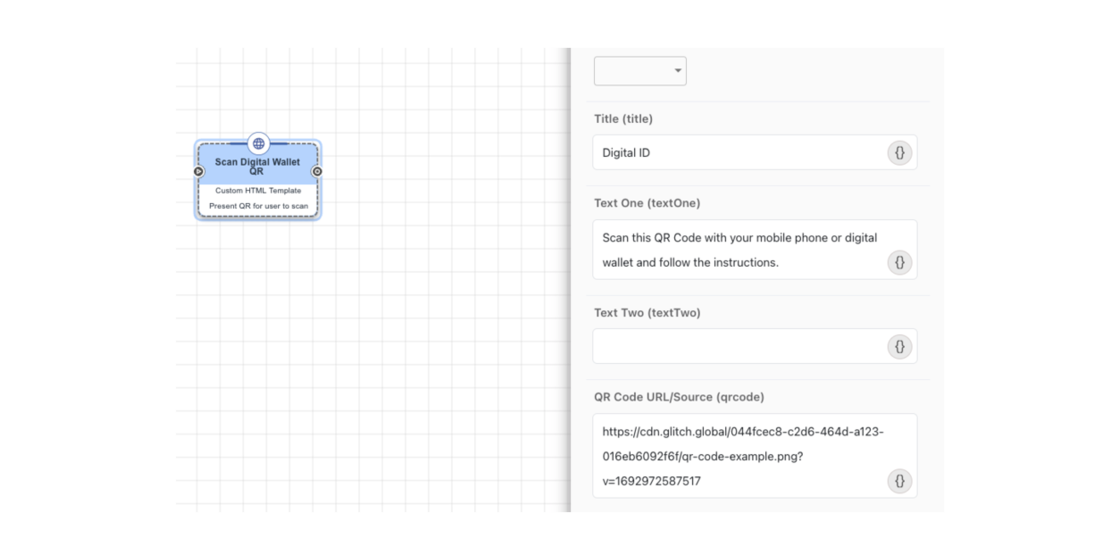 Scan Digital Wallet
QR
Custom HTML Template
Present QR for user to scan
Title (title)
Digital ID
{}
Text One (textOne)
Scan this QR Code with your mobile phone or digital
wallet and follow the instructions.
{}
Text Two (textTwo)
{}
QR Code URL/Source (qrcode)
https://cdn.glitch.global/044fcec8-c2d6-464d-a123-
016eb6092f6f/qr-code-example.png?
v=1692972587517
{}